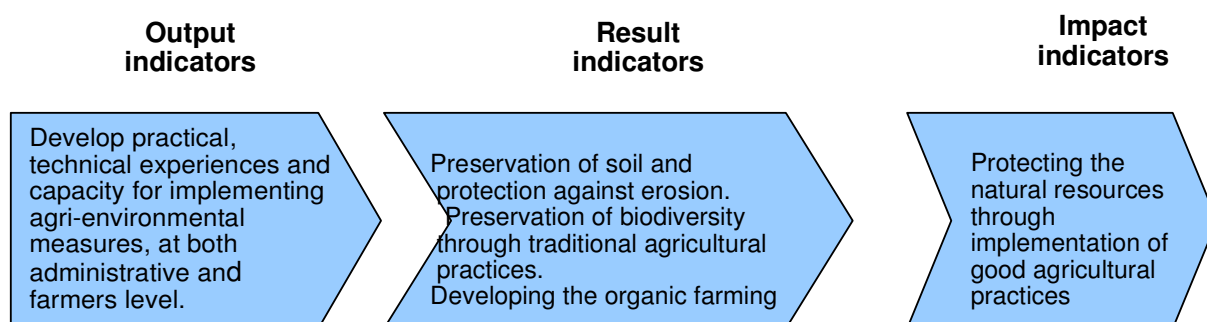 Output
indicators
Result
indicators
Impact
indicators
Develop practical,
technical experiences and
capacity for implementing
agri-environmental
measures, at both
administrative and
farmers level.
Preservation of soil and
protection against erosion.
Preservation of biodiversity
through traditional agricultural
practices.
Developing the organic farming
Protecting the
natural resources
through
implementation of
good agricultural
practices